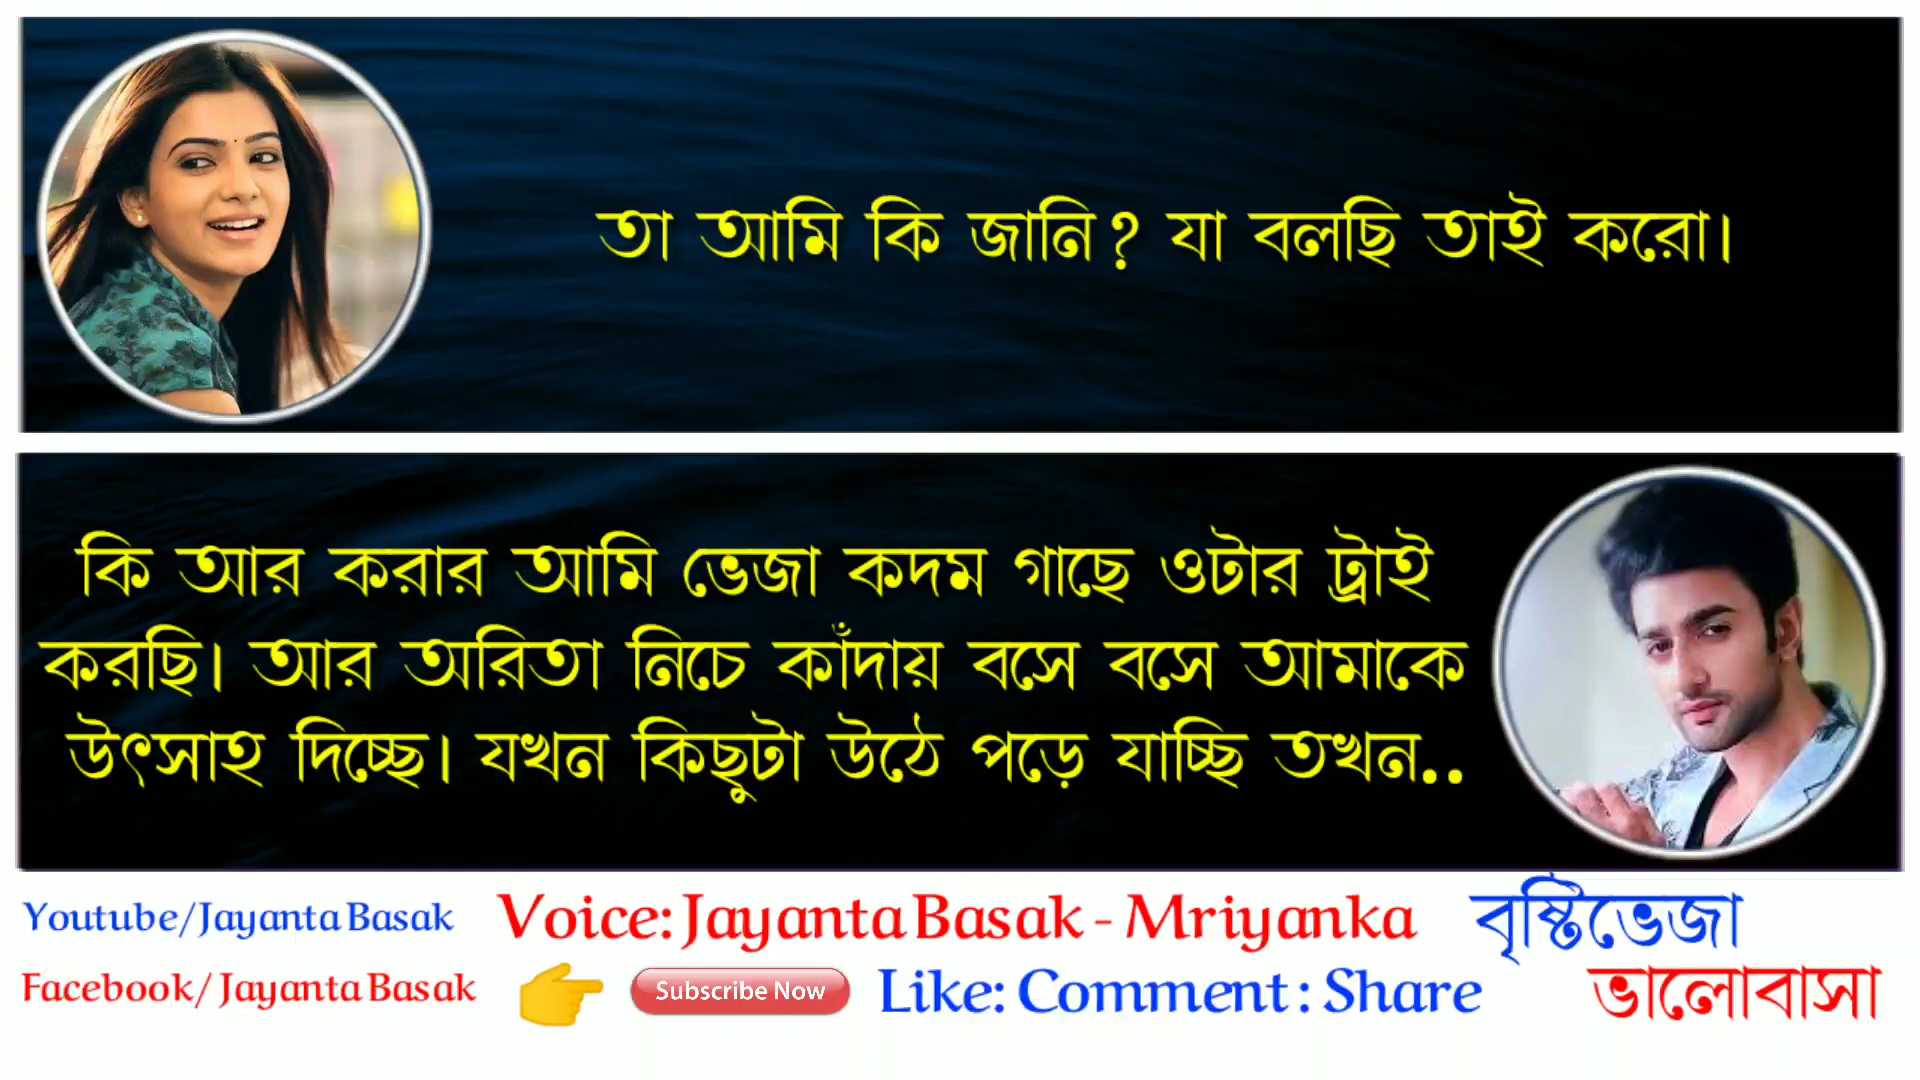 তা আমি কি জানি? যা বলছি তাই করো।
কি আর করার আমি ভেজা কদম গাছে ওটার ট্রাই
করছি। আর অরিতা নিচে কাঁদায় বসে বসে আমাকে
উৎসাহ দিচ্ছে। যখন কিছুটা উঠে পড়ে যাচ্ছি তখন..
Youtube/Jayanta Basak
Voice: Jayanta Basak - Mriyanka
বৃষ্টিভেজা
Facebook/ Jayanta Basak
Subscribe Now
Like: Comment : Share
ভালোবাসা